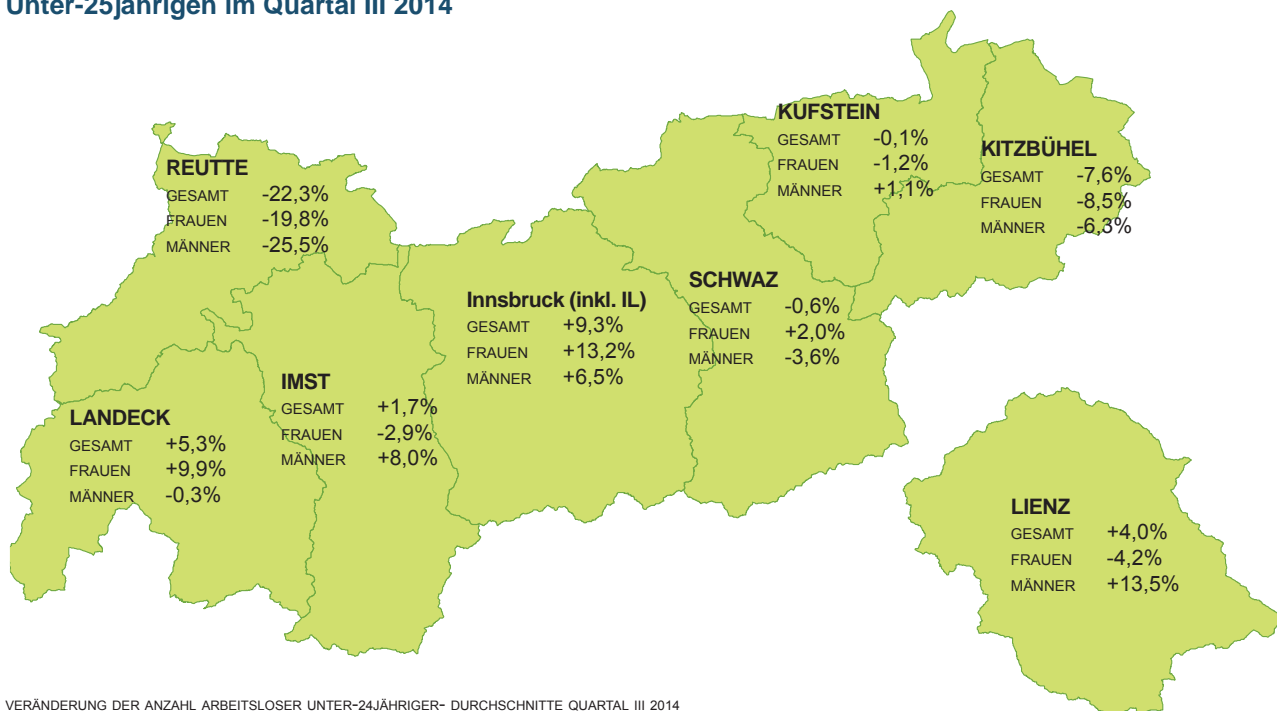 Unter-25jährigen im Quartal III 2014
KUFSTEIN
GESAMT -0,1%
FRAUEN -1,2%
MÄNNER +1,1%
KITZBÜHEL
GESAMT -7,6%
FRAUEN -8,5%
MÄNNER -6,3%
REUTTE
GESAMT -22,3%
FRAUEN -19,8%
MÄNNER -25,5%
SCHWAZ
GESAMT -0,6%
FRAUEN +2,0%
MÄNNER -3,6%
Innsbruck (inkl. IL)
GESAMT +9,3%
FRAUEN +13,2%
MÄNNER +6,5%
IMST
GESAMT +1,7%
FRAUEN -2,9%
MÄNNER +8,0%
LANDECK
GESAMT +5,3%
FRAUEN +9,9%
MÄNNER -0,3%
LIENZ
GESAMT +4,0%
FRAUEN -4,2%
MÄNNER +13,5%
VERÄNDERUNG DER ANZAHL ARBEITSLOSER UNTER-24JÄHRIGER- DURCHSCHNITTE QUARTAL III 2014